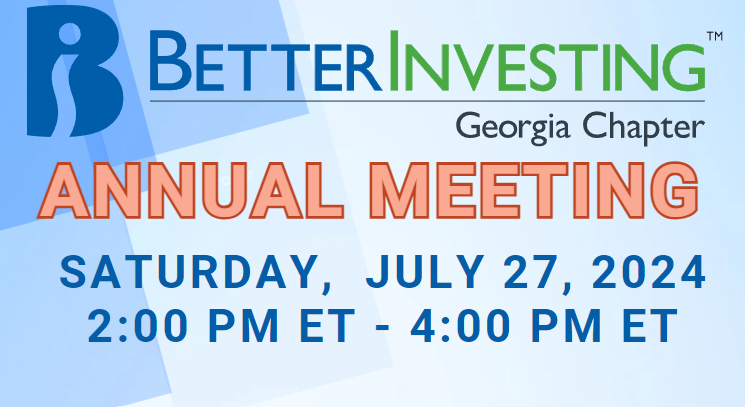 BETTERINVESTING™
Georgia Chapter
ANNUAL MEETING
SATURDAY, JULY 27, 2024
2:00 PM ET - 4:00 PM ET